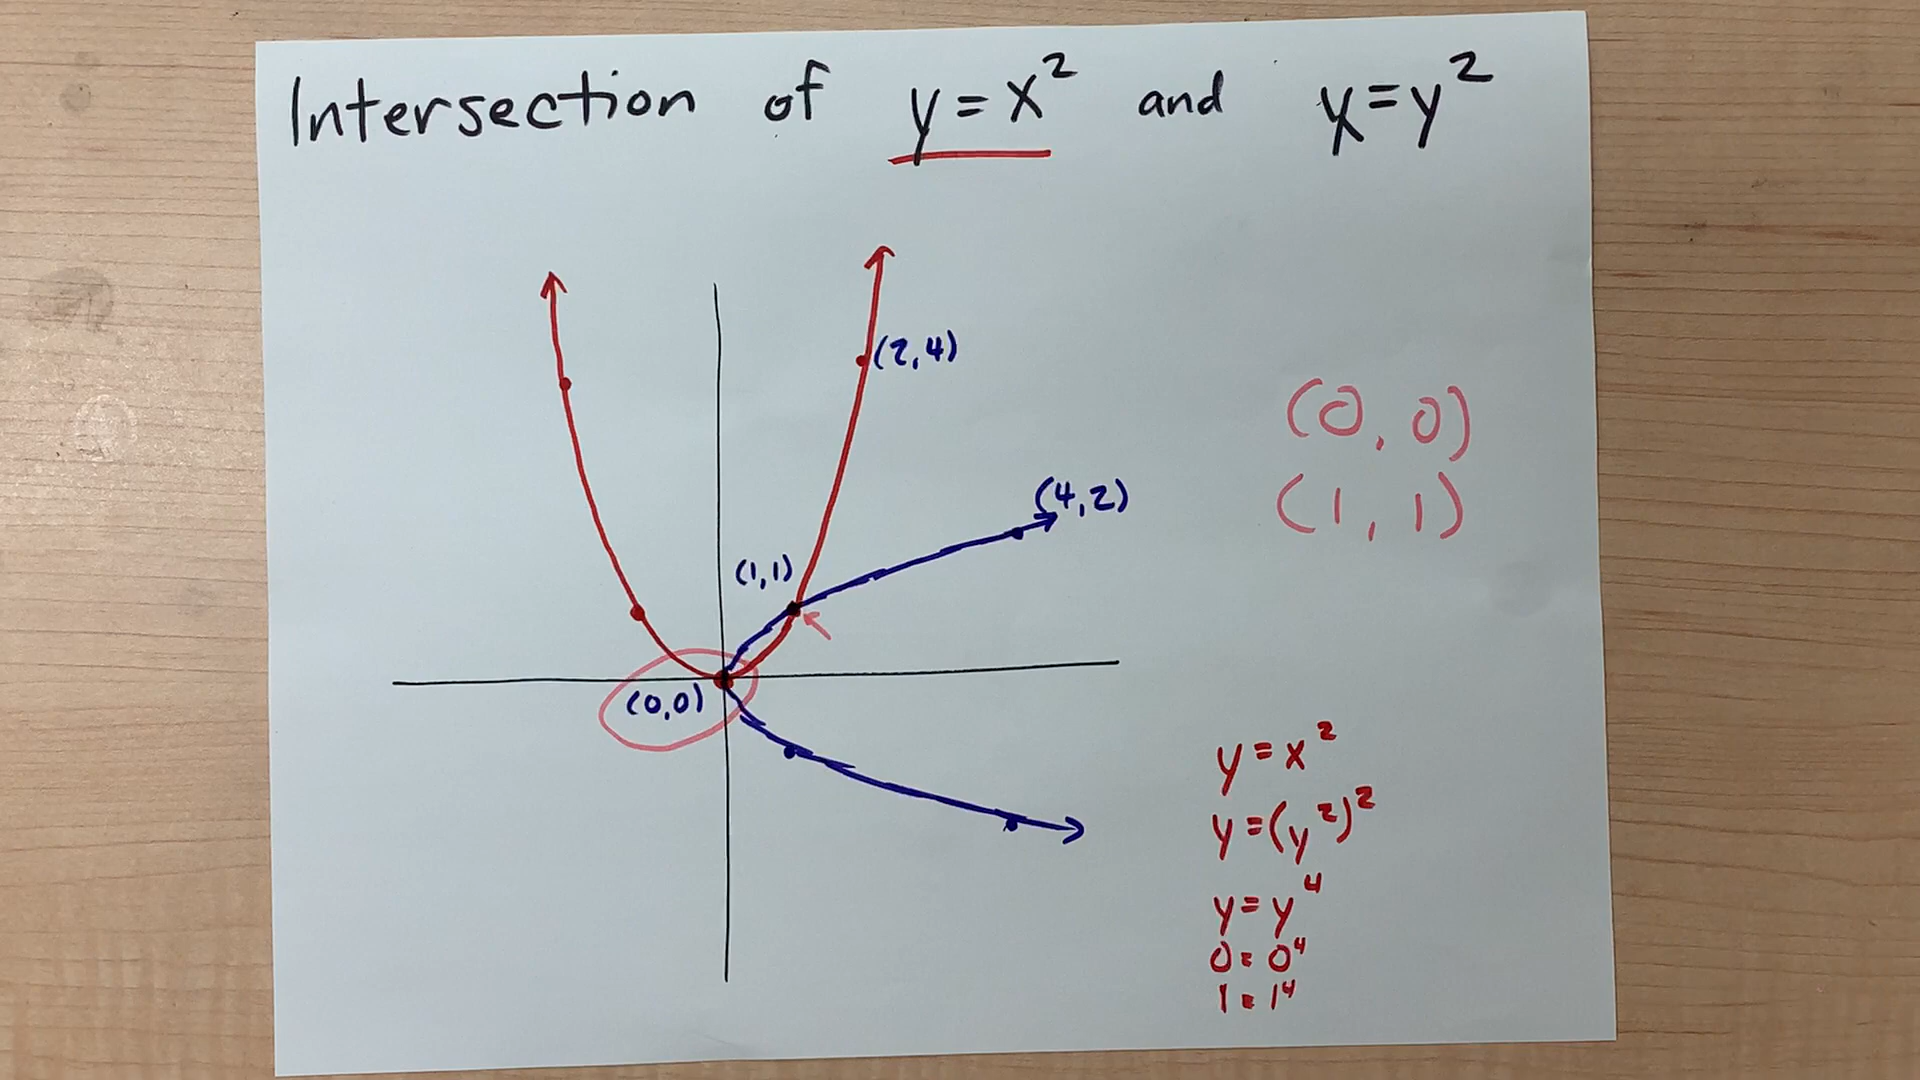 Intersection of y = x² and x = y²
(2,4)
(0, 0)
(4,2)
(1, 1)
(1,1)
(0,0)
y = x²
y = (y²)²
y = y⁴
0 = 0⁴
1 = 1⁴